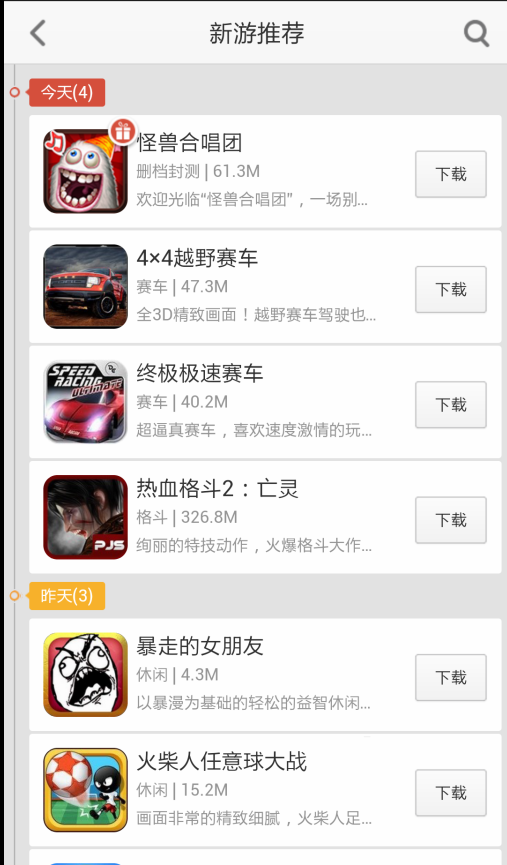 新游推荐
今天(4)
怪兽合唱团
删档封测 | 61.3M
欢迎光临“怪兽合唱团”，一场别...
下载
4×4越野赛车
赛车 | 47.3M
全3D精致画面！越野赛车驾驶也...
下载
SPEED
RACING
ULTIMATE
终极极速赛车
赛车 | 40.2M
超逼真赛车，喜欢速度激情的玩...
下载
PJS
热血格斗2：亡灵
格斗 | 326.8M
绚丽的特技动作，火爆格斗大作...
下载
昨天(3)
暴走的女朋友
休闲 | 4.3M
以暴漫为基础的轻松的益智休闲...
下载
火柴人任意球大战
休闲 | 15.2M
画面非常的精致细腻，火柴人足...
下载